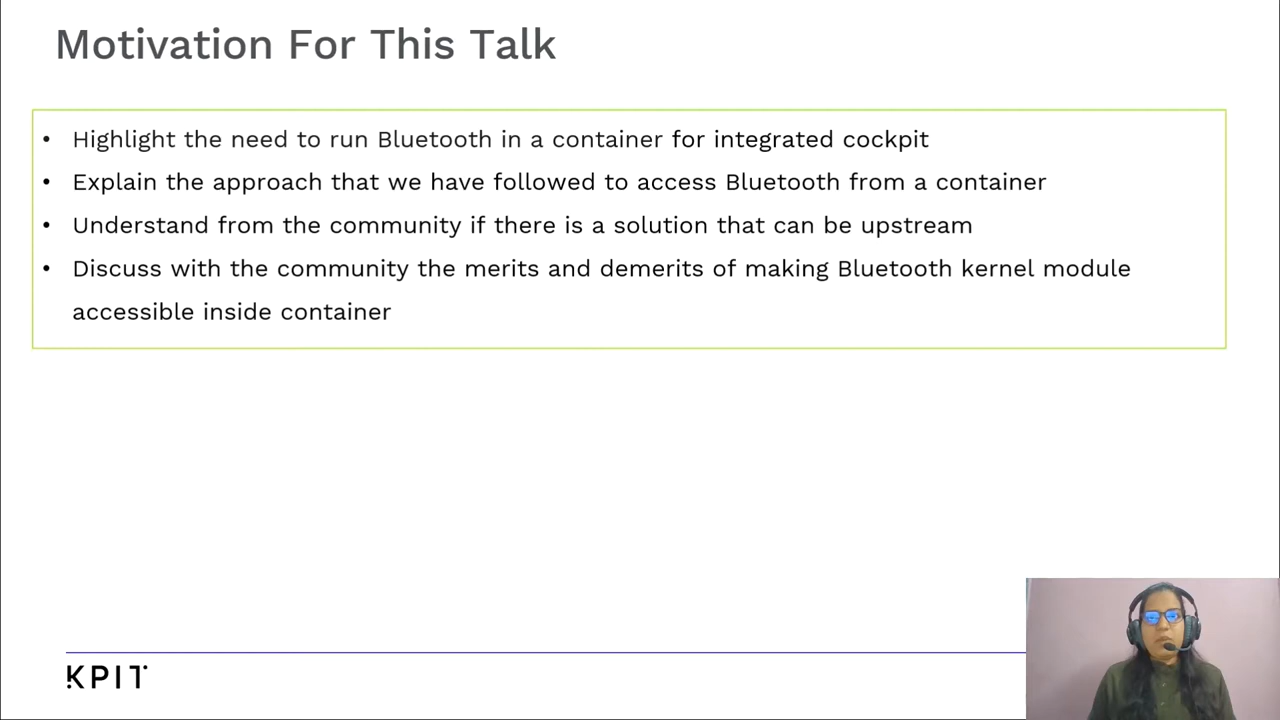 Motivation For This Talk
• Highlight the need to run Bluetooth in a container for integrated cockpit
• Explain the approach that we have followed to access Bluetooth from a container
• Understand from the community if there is a solution that can be upstream
• Discuss with the community the merits and demerits of making Bluetooth kernel module
accessible inside container
KPIT